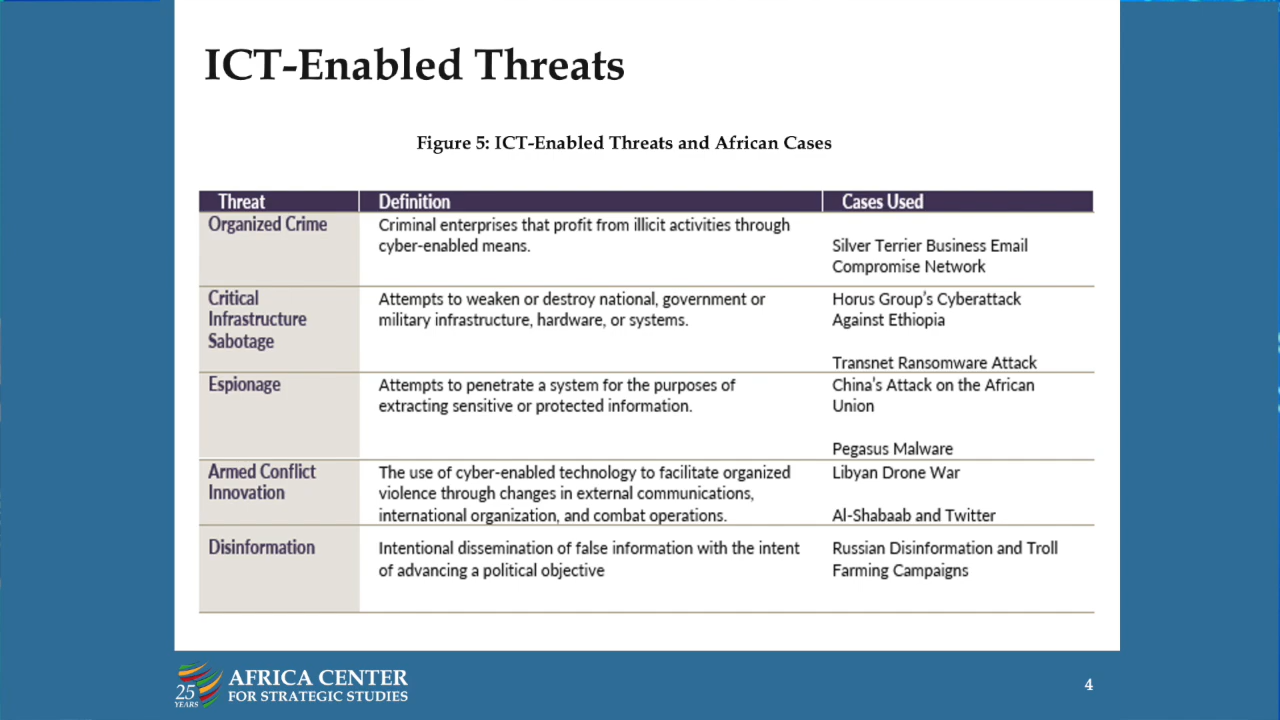 ICT-Enabled Threats
Figure 5: ICT-Enabled Threats and African Cases
Threat Definition Cases Used
Organized Crime
Criminal enterprises that profit from illicit activities through
cyber-enabled means.
Silver Terrier Business Email
Compromise Network
Critical
Infrastructure
Sabotage
Attempts to weaken or destroy national, government or
military infrastructure, hardware, or systems.
Horus Group's Cyberattack
Against Ethiopia
Transnet Ransomware Attack
Espionage
Attempts to penetrate a system for the purposes of
extracting sensitive or protected information.
China's Attack on the African
Union
Pegasus Malware
Armed Conflict
Innovation
The use of cyber-enabled technology to facilitate organized
violence through changes in external communications,
international organization, and combat operations.
Libyan Drone War
Al-Shabaab and Twitter
Disinformation
Intentional dissemination of false information with the intent
of advancing a political objective
Russian Disinformation and Troll
Farming Campaigns
25
YEARS
AFRICA CENTER
FOR STRATEGIC STUDIES
4